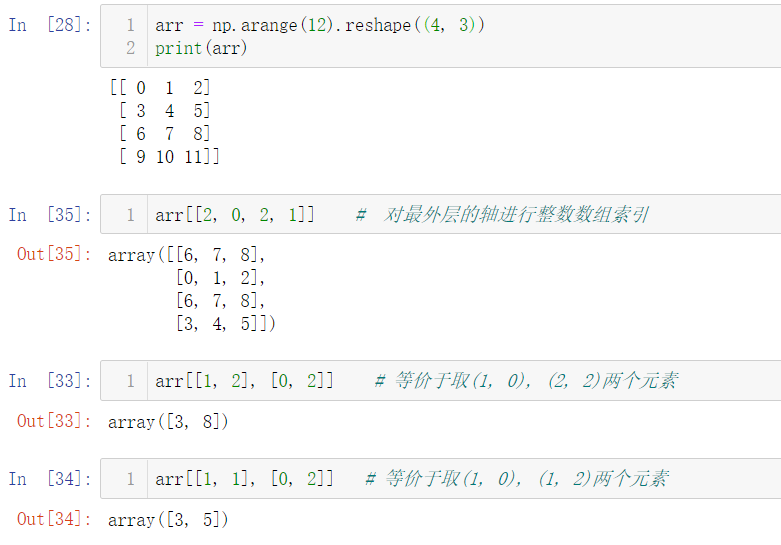 In [28]: 1 arr = np.arange(12).reshape((4, 3))
2 print(arr)
[[ 0 1 2]
[ 3 4 5]
[ 6 7 8]
[ 9 10 11]]
In [35]: 1 arr[[2, 0, 2, 1]] # 对最外层的轴进行整数数组索引
Out[35]: array([[6, 7, 8],
[0, 1, 2],
[6, 7, 8],
[3, 4, 5]])
In [33]: 1 arr[[1, 2], [0, 2]] # 等价于取(1, 0), (2, 2)两个元素
Out[33]: array([3, 8])
In [34]: 1 arr[[1, 1], [0, 2]] # 等价于取(1, 0), (1, 2)两个元素
Out[34]: array([3, 5])